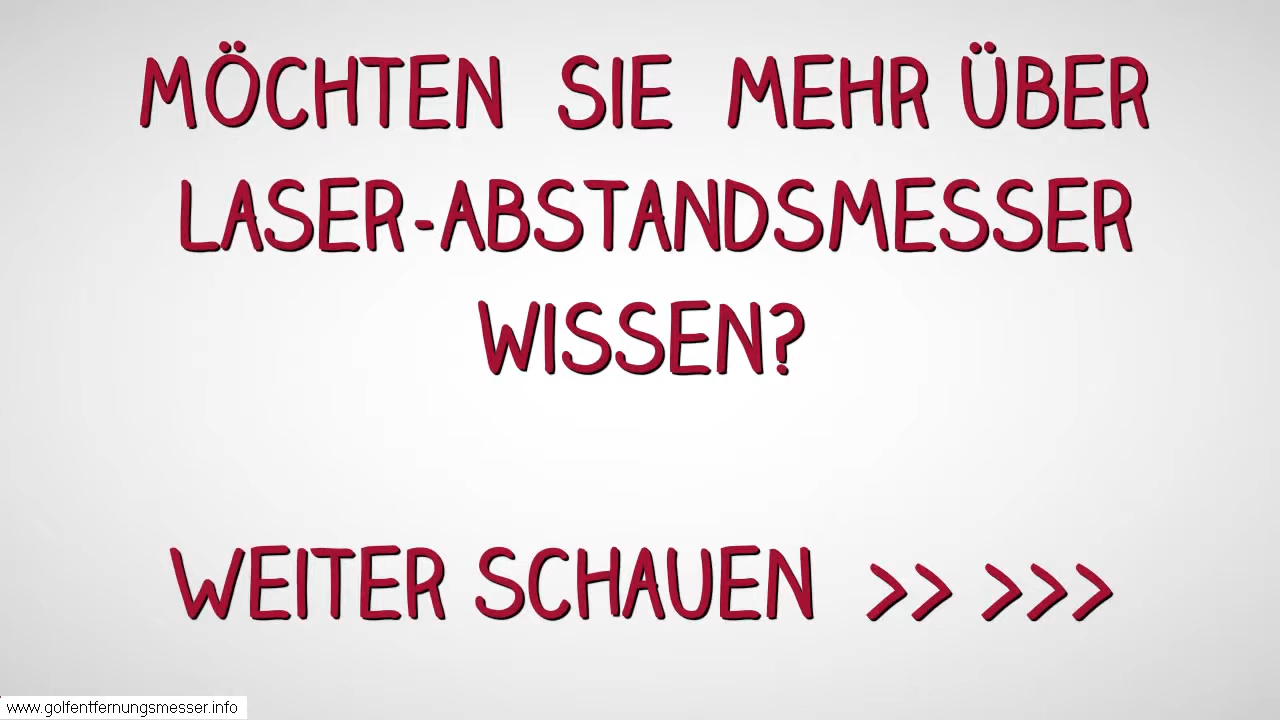 MÖCHTEN SIE MEHR ÜBER
LASER-ABSTANDSMESSER
WISSEN?
WEITER SCHAUEN >> >>>
www.golfentfernungsmesser.info